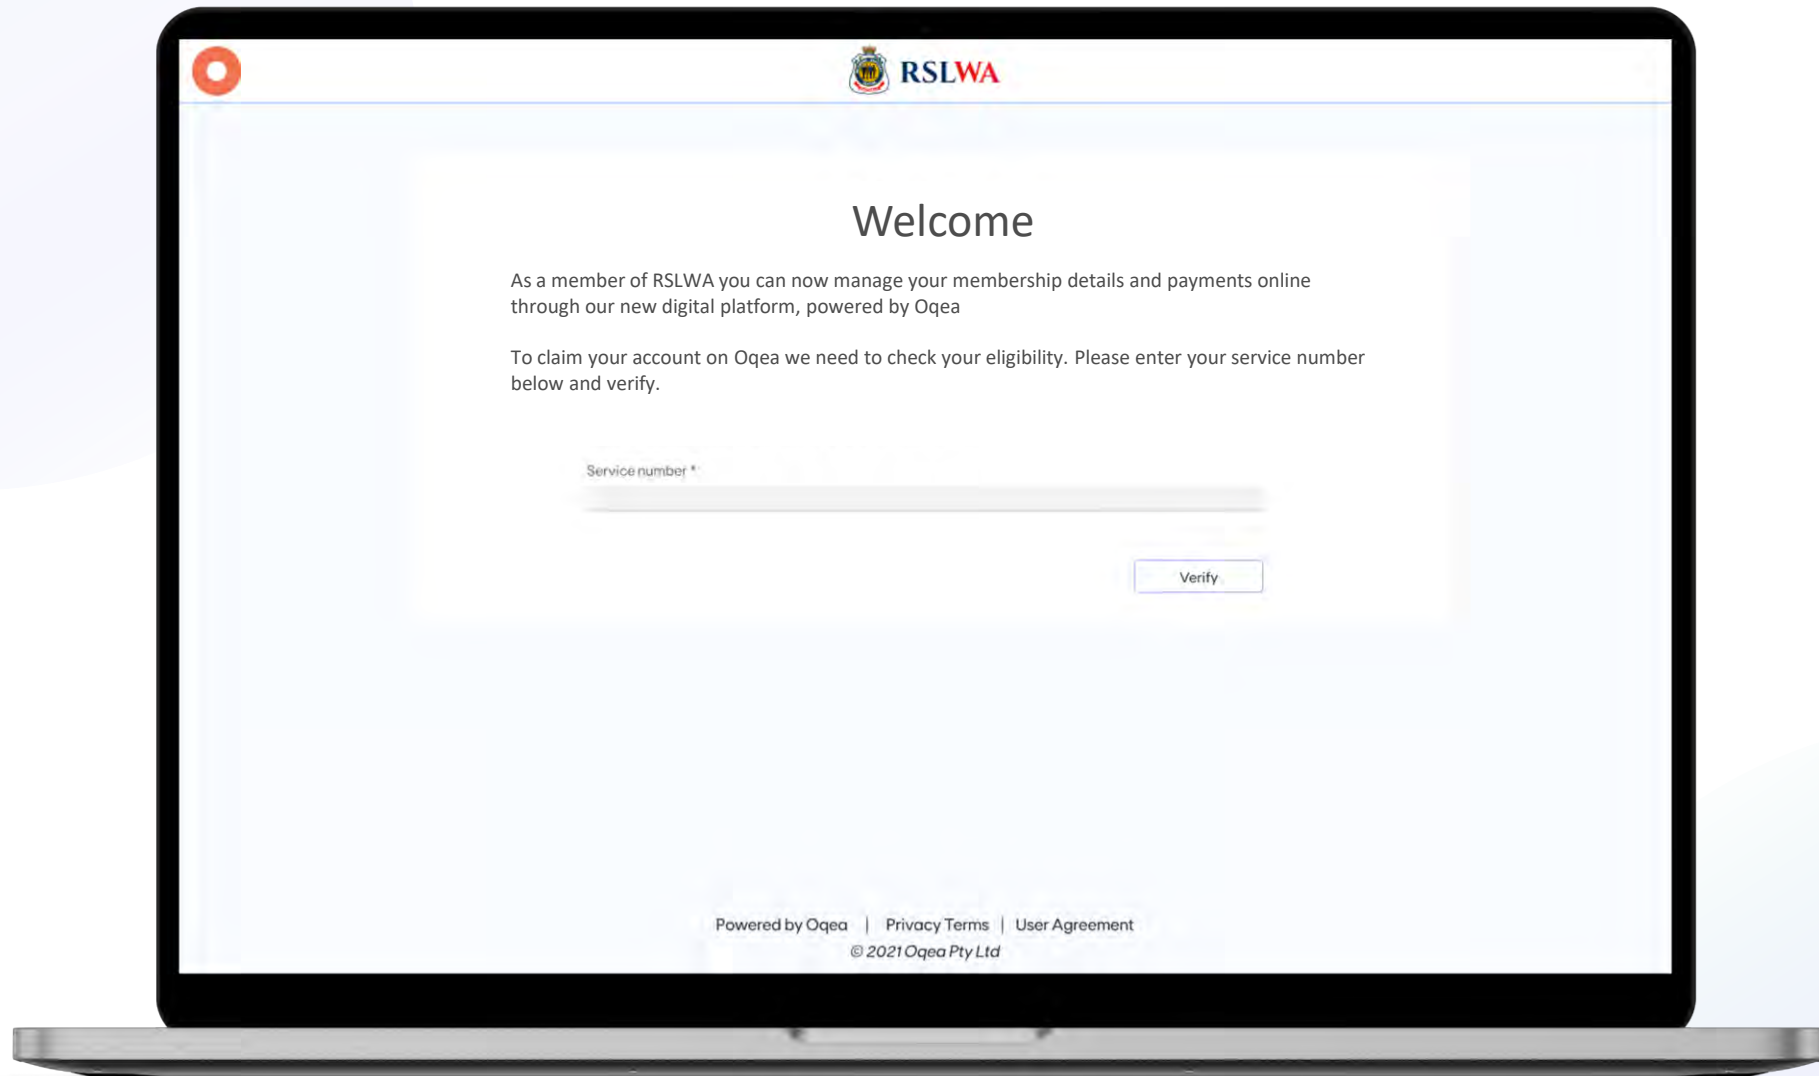 RSLWA
Welcome
As a member of RSLWA you can now manage your membership details and payments online
through our new digital platform, powered by Oqea
To claim your account on Oqea we need to check your eligibility. Please enter your service number
below and verify.
Service number *
Verify
Powered by Oqea | Privacy Terms | User Agreement
© 2021 Oqea Pty Ltd